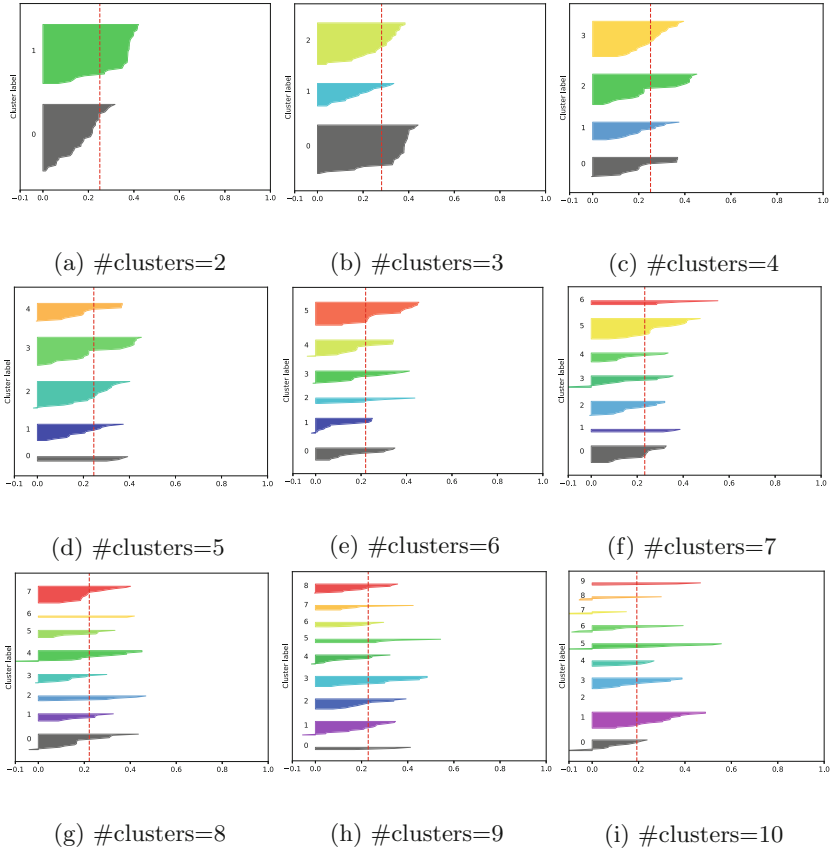 Cluster label
1
0
−0.1 0.0 0.2 0.4 0.6 0.8 1.0
(a) #clusters=2
Cluster label
2
1
0
−0.1 0.0 0.2 0.4 0.6 0.8 1.0
(b) #clusters=3
Cluster label
3
2
1
0
−0.1 0.0 0.2 0.4 0.6 0.8 1.0
(c) #clusters=4
Cluster label
4
3
2
1
0
−0.1 0.0 0.2 0.4 0.6 0.8 1.0
(d) #clusters=5
Cluster label
5
4
3
2
1
0
−0.1 0.0 0.2 0.4 0.6 0.8 1.0
(e) #clusters=6
Cluster label
6
5
4
3
2
1
0
−0.1 0.0 0.2 0.4 0.6 0.8 1.0
(f) #clusters=7
Cluster label
7
6
5
4
3
2
1
0
−0.1 0.0 0.2 0.4 0.6 0.8 1.0
(g) #clusters=8
Cluster label
8
7
6
5
4
3
2
1
0
−0.1 0.0 0.2 0.4 0.6 0.8 1.0
(h) #clusters=9
Cluster label
9
8
7
6
5
4
3
2
1
0
−0.1 0.0 0.2 0.4 0.6 0.8 1.0
(i) #clusters=10